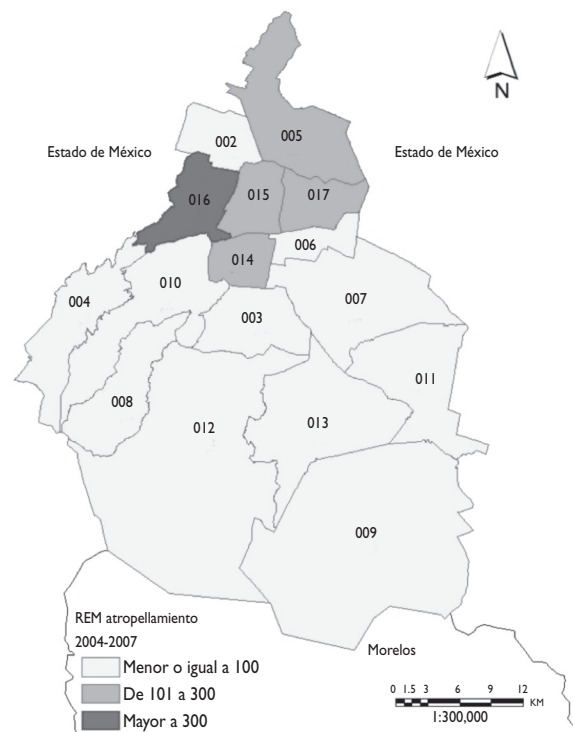 N
Estado de México
002
005
Estado de México
016
015
017
006
014
010
004
007
003
011
008
012
013
009
REM atropellamiento
2004-2007
Menor o igual a 100
De 101 a 300
Mayor a 300
Morelos
0 1.5 3 6 9 12
KM
1:300,000